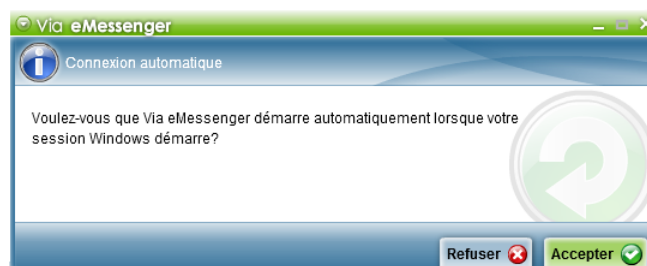 Via eMessenger
Connexion automatique
Voulez-vous que Via eMessenger démarre automatiquement lorsque votre
session Windows démarre?
Refuser Accepter